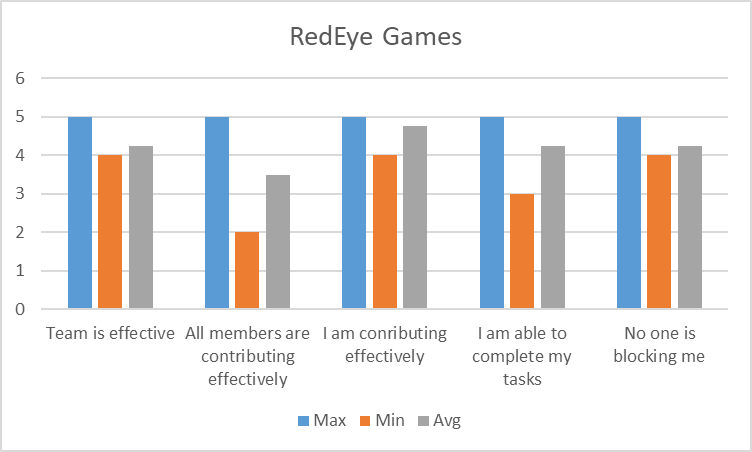 RedEye Games
6
5
4
3
2
1
0
Team is effective
All members are
contributing
effectively
I am conributing
effectively
I am able to
complete my
tasks
No one is
blocking me
Max Min Avg